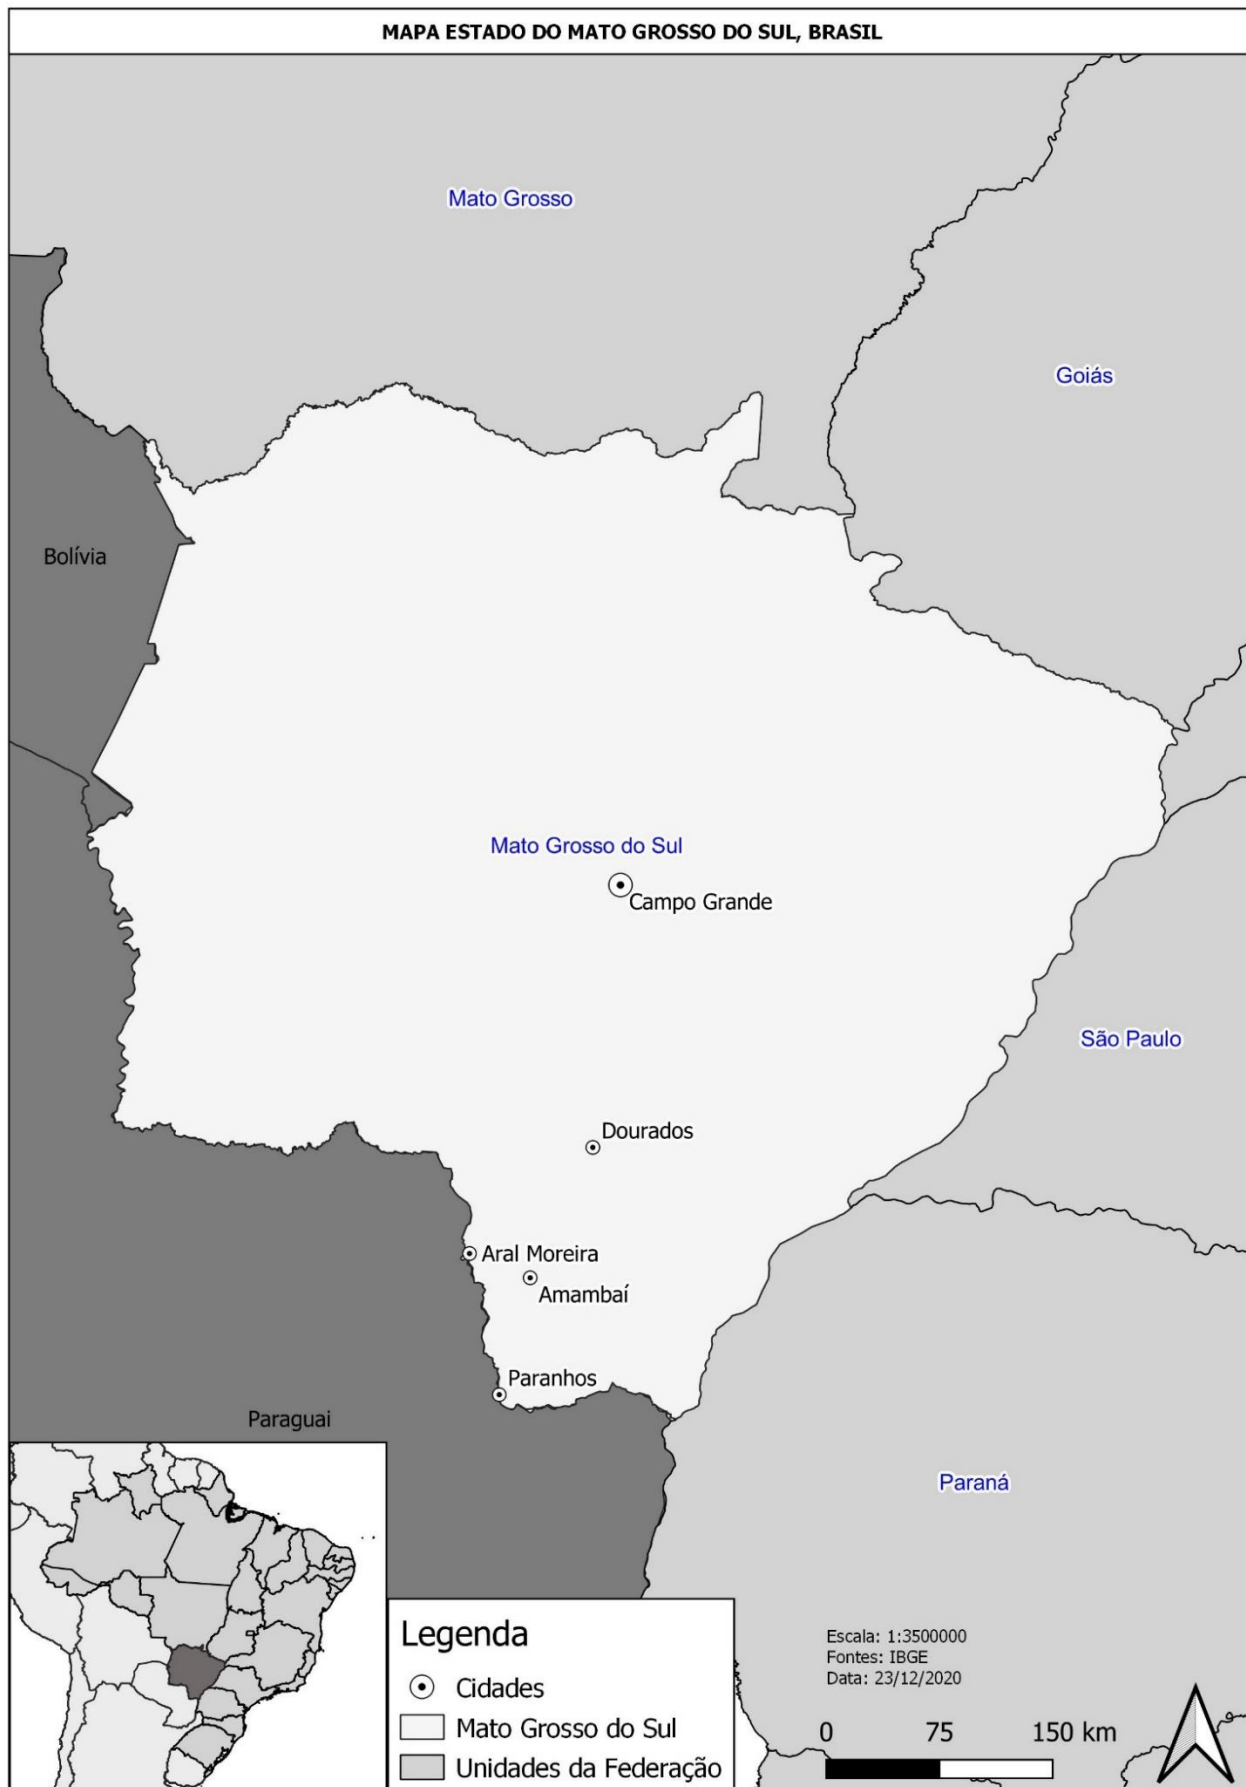 MAPA ESTADO DO MATO GROSSO DO SUL, BRASIL
Mato Grosso
Goiás
Bolívia
Mato Grosso do Sul
Campo Grande
São Paulo
Dourados
Aral Moreira
Amambaí
Paranhos
Paraguai
Paraná
Legenda
Cidades
Mato Grosso do Sul
Unidades da Federação
Escala: 1:3500000
Fontes: IBGE
Data: 23/12/2020
0 75 150 km